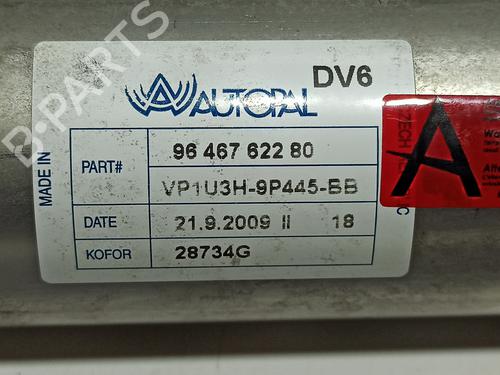 DV6
AUTOPAL
MADE IN
PART# 96 467 622 80
VP1U3H-9P445-BB
DATE 21.9.2009 II 18
KOFOR 28734G
A
B-PARTS